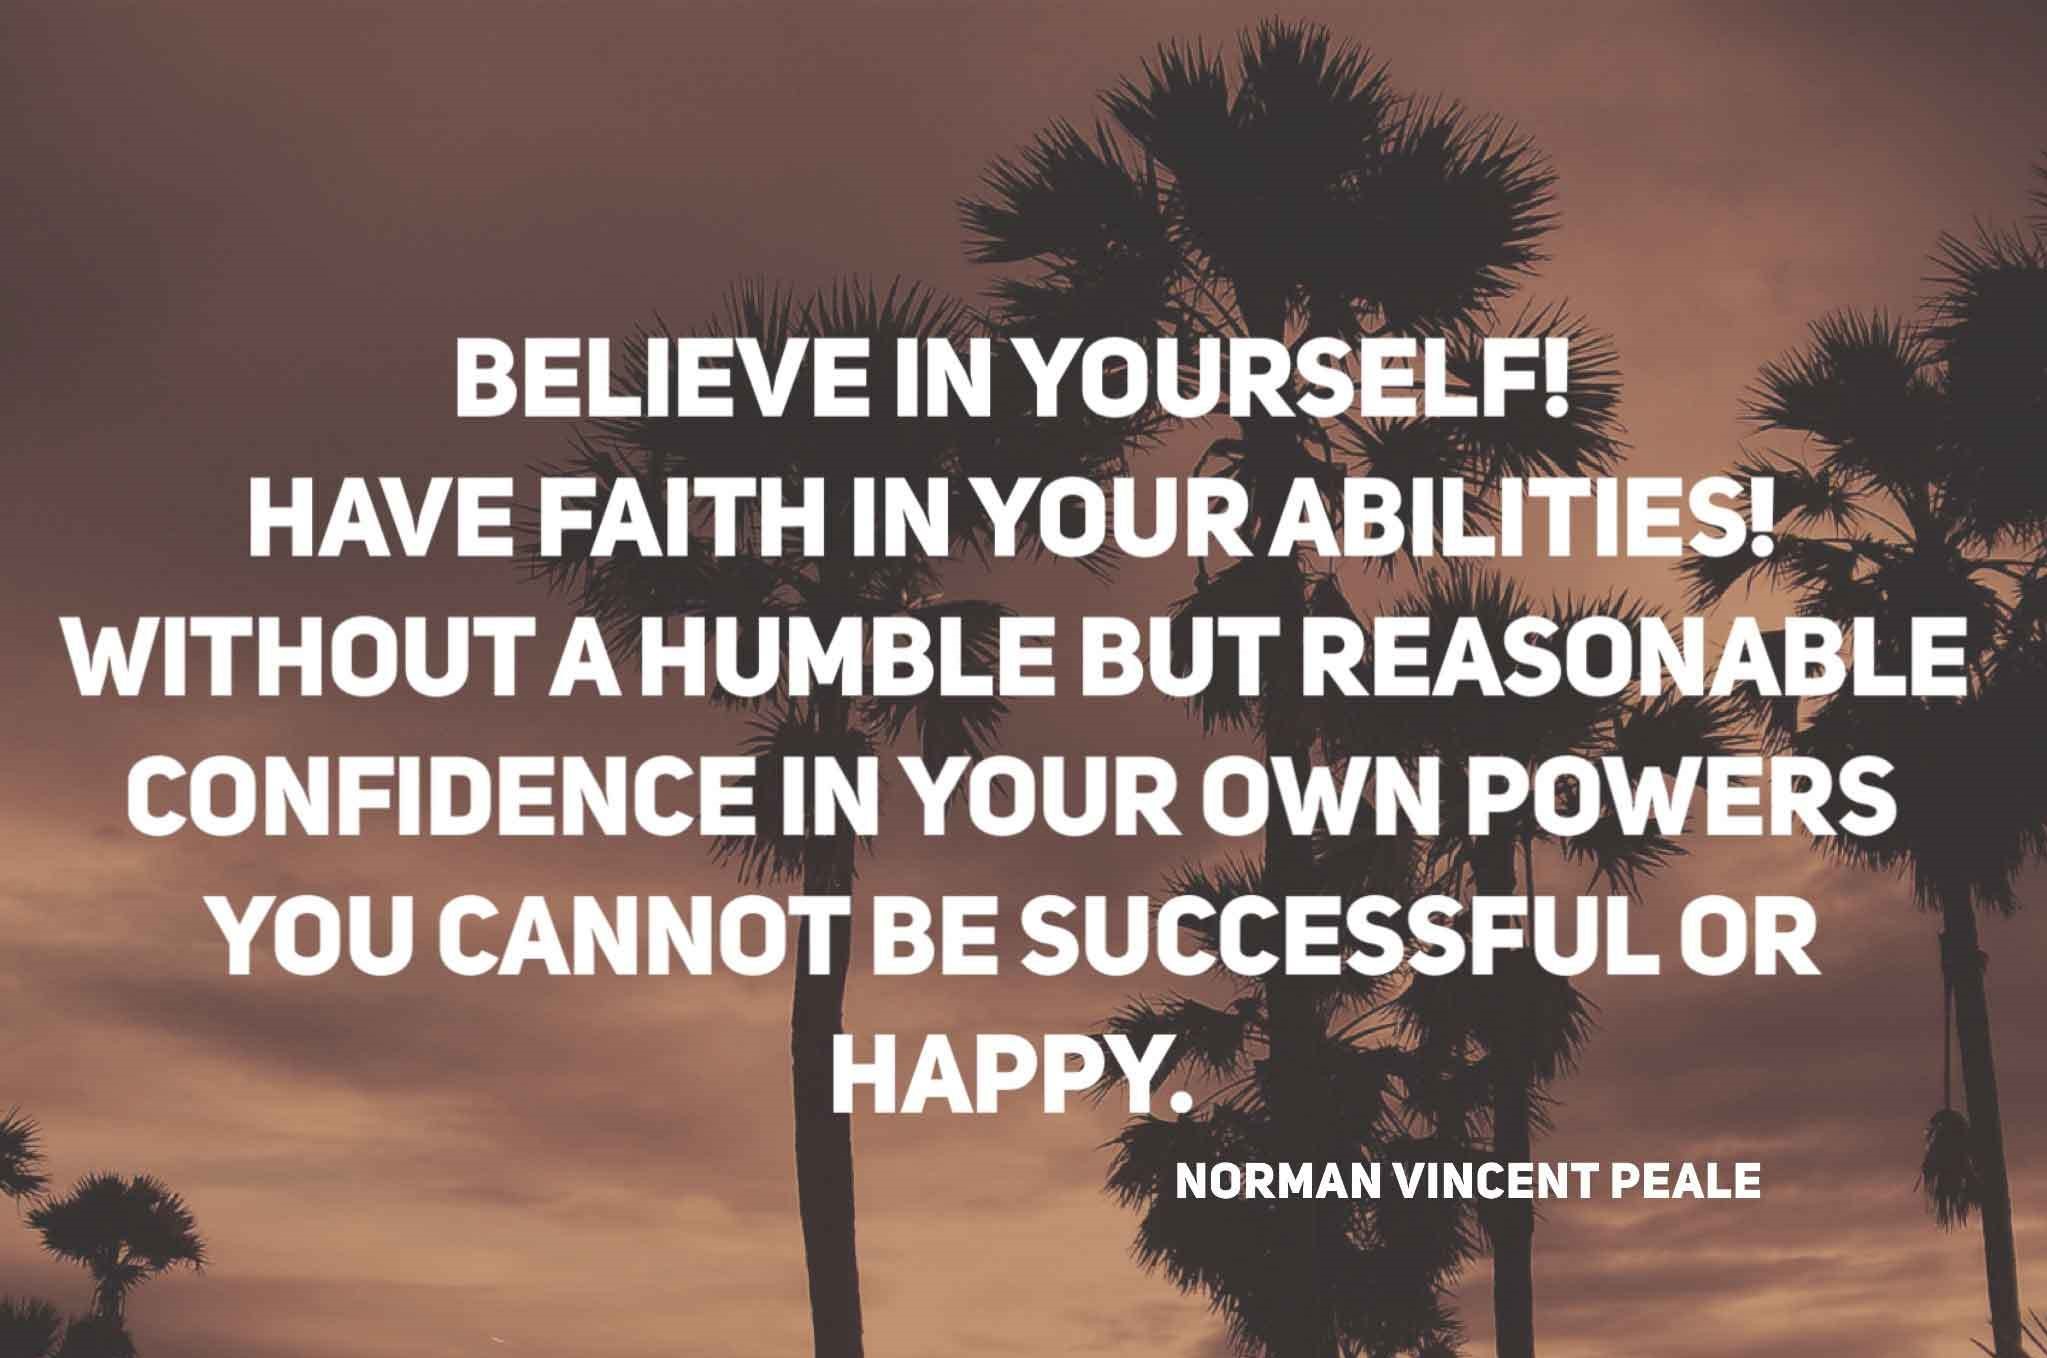 BELIEVE IN YOURSELF!
HAVE FAITH IN YOUR ABILITIES!
WITHOUT A HUMBLE BUT REASONABLE
CONFIDENCE IN YOUR OWN POWERS
YOU CANNOT BE SUCCESSFUL OR
HAPPY.
NORMAN VINCENT PEALE